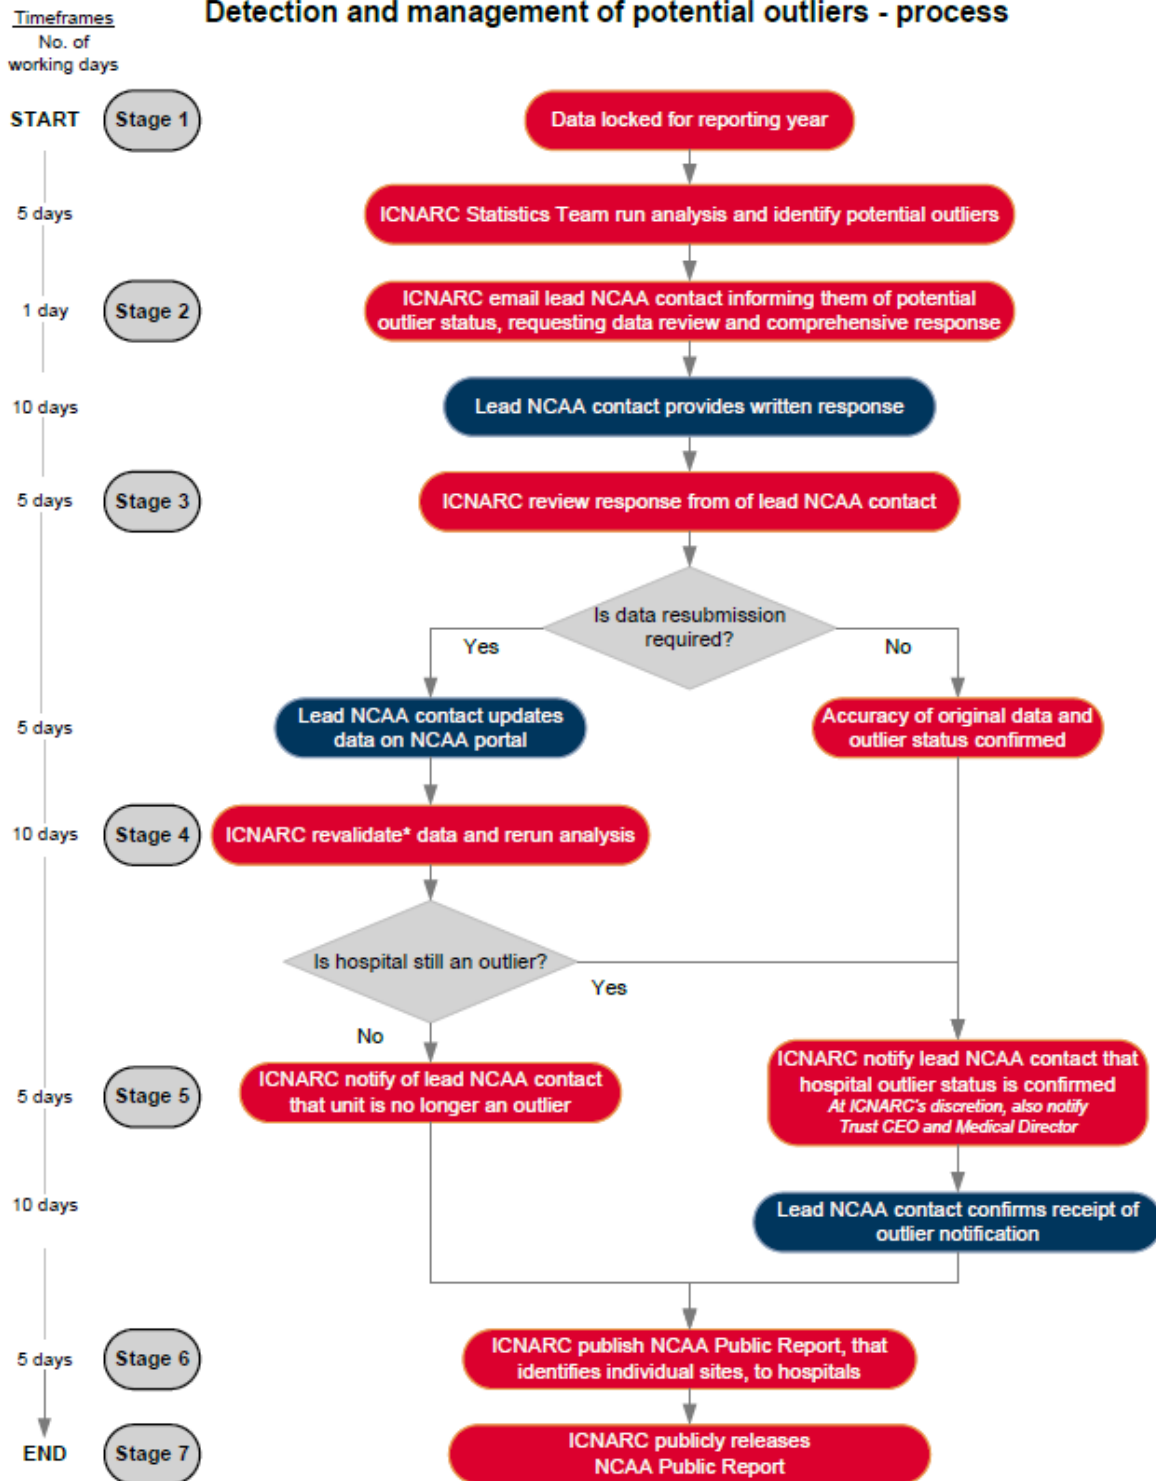 Detection and management of potential outliers - process
Timeframes
No. of
working days
START
Stage 1
Data locked for reporting year
5 days
ICNARC Statistics Team run analysis and identify potential outliers
1 day
Stage 2
ICNARC email lead NCAA contact informing them of potential
outlier status, requesting data review and comprehensive response
10 days
Lead NCAA contact provides written response
5 days
Stage 3
ICNARC review response from of lead NCAA contact
Is data resubmission
required?
Yes
No
5 days
Lead NCAA contact updates
data on NCAA portal
Accuracy of original data and
outlier status confirmed
10 days
Stage 4
ICNARC revalidate* data and rerun analysis
Is hospital still an outlier?
Yes
No
5 days
Stage 5
ICNARC notify of lead NCAA contact
that unit is no longer an outlier
ICNARC notify lead NCAA contact that
hospital outlier status is confirmed
At ICNARC's discretion, also notify
Trust CEO and Medical Director
10 days
Lead NCAA contact confirms receipt of
outlier notification
5 days
Stage 6
ICNARC publish NCAA Public Report, that
identifies individual sites, to hospitals
END
Stage 7
ICNARC publicly releases
NCAA Public Report